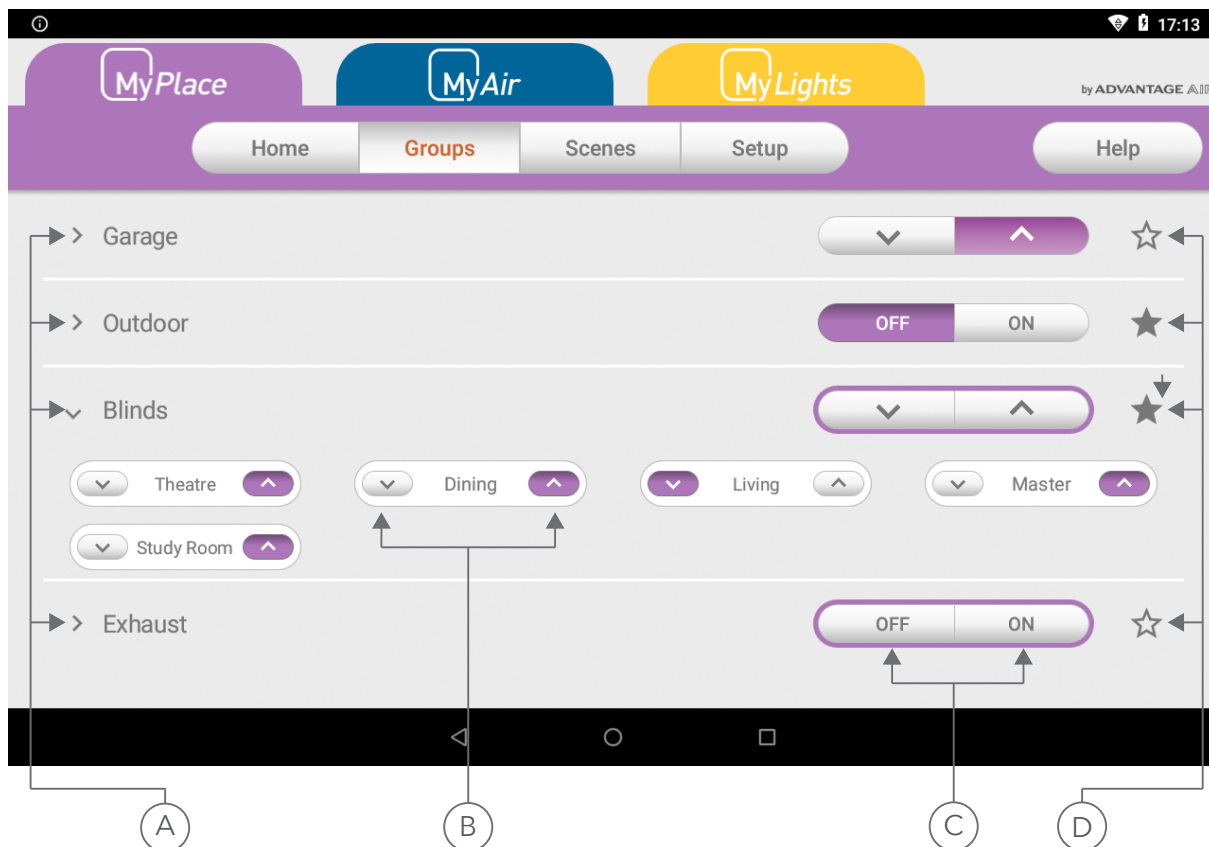 17:13
MyPlace
MyAir
MyLights
by ADVANTAGE AIR
Home
Groups
Scenes
Setup
Help
Garage
Outdoor
OFF
ON
Blinds
Theatre
Dining
Living
Master
Study Room
Exhaust
OFF
ON
A
B
C
D